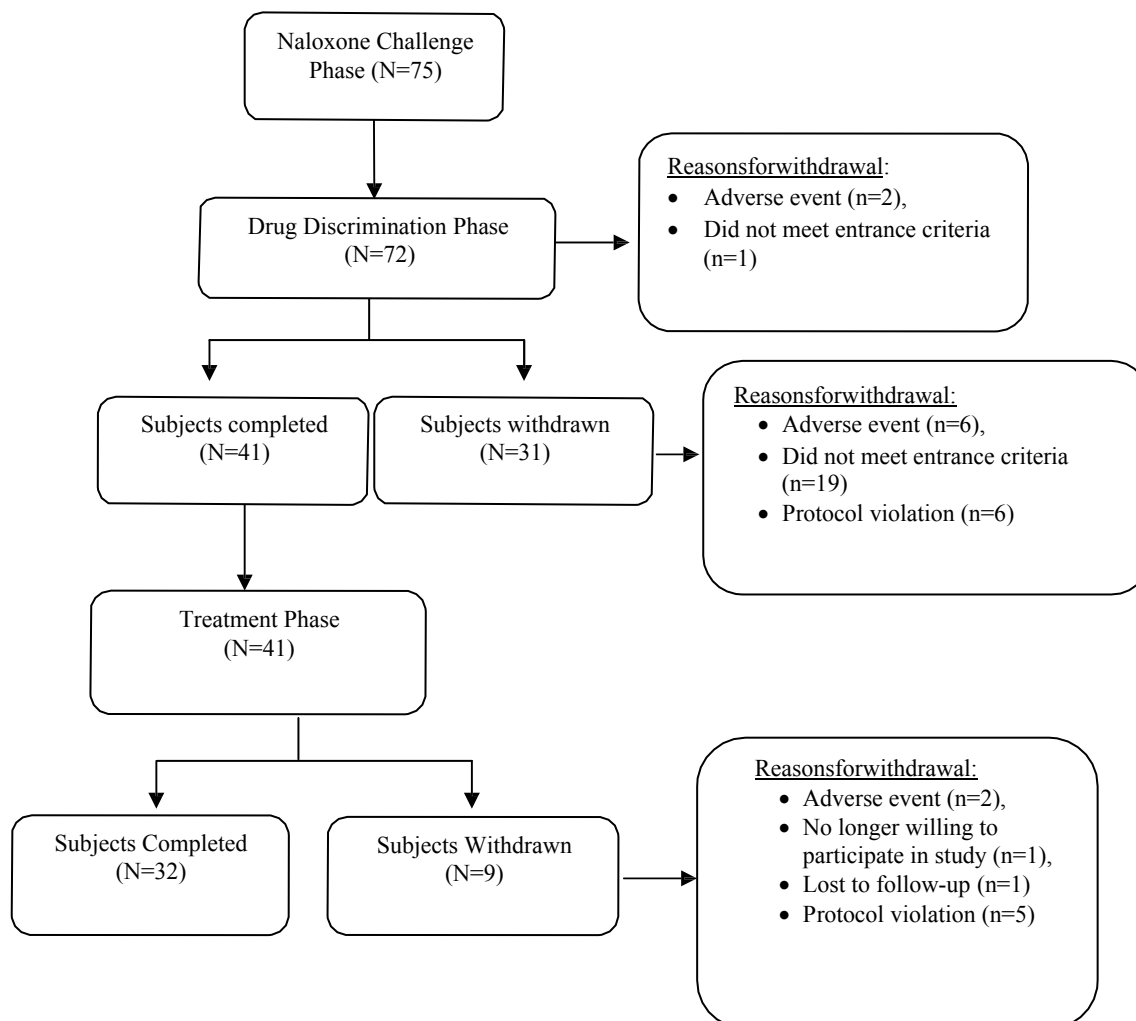 Naloxone Challenge
Phase (N=75)
Reasonsforwithdrawal:
• Adverse event (n=2),
• Did not meet entrance criteria
(n=1)
Drug Discrimination Phase
(N=72)
Subjects completed
(N=41)
Subjects withdrawn
(N=31)
Reasonsforwithdrawal:
• Adverse event (n=6),
• Did not meet entrance criteria
(n=19)
• Protocol violation (n=6)
Treatment Phase
(N=41)
Subjects Completed
(N=32)
Subjects Withdrawn
(N=9)
Reasonsforwithdrawal:
• Adverse event (n=2),
• No longer willing to
participate in study (n=1),
• Lost to follow-up (n=1)
• Protocol violation (n=5)